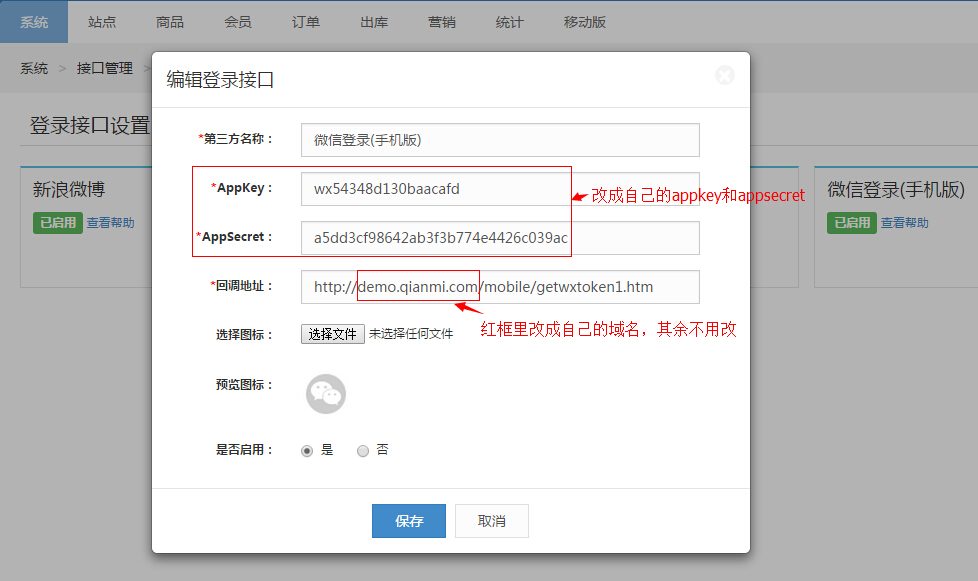 系统 站点 商品 会员 订单 出库 营销 统计 移动版
系统 > 接口管理 >
编辑登录接口
登录接口设置
*第三方名称： 微信登录(手机版)
新浪微博
已启用 查看帮助
*AppKey： wx54348d130baacafd
改成自己的appkey和appsecret
微信登录(手机版)
已启用 查看帮助
*AppSecret： a5dd3cf98642ab3f3b774e4426c039ac
*回调地址： http://demo.qianmi.com/mobile/getwxtoken1.htm
红框里改成自己的域名，其余不用改
选择图标： 选择文件 未选择任何文件
预览图标：
是否启用： 是 否
保存 取消